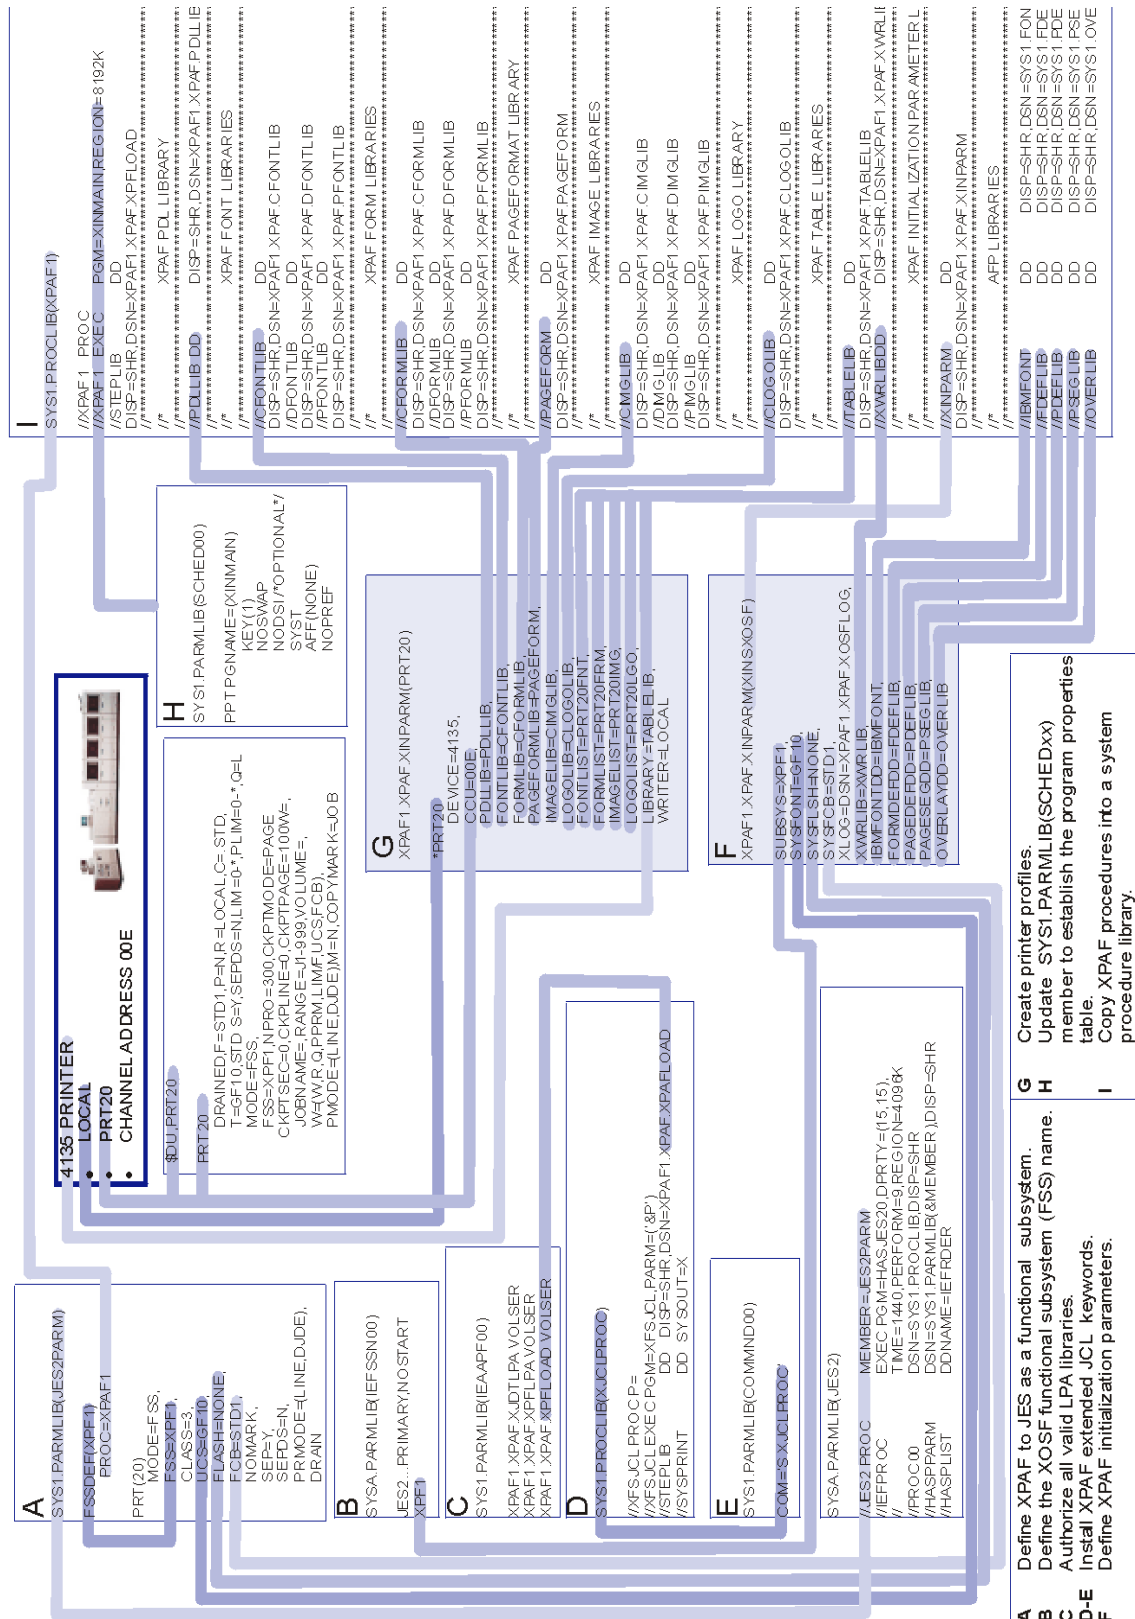 A
SYS1.PARMLIB(JES2PARM)
FSSDEF(XPF1)
PROC=XPAF1
PRT(20)
MODE=FSS,
FSS=XPF1,
CLASS=3,
UCS=GF10,
FLASH=NONE,
FCB=STD1,
NOMARK,
SEP=Y,
SEPDS=N,
PRMODE=(LINE,DJDE),
DRAIN
B
SYSA.PARMLIB(IEFSSN00)
JES2...PRIMARY,NOSTART
XPF1
C
SYS1.PARMLIB(IEAAPF00)
XPAF1.XPAF.XJDTLPA VOLSER
XPAF1.XPAF.XPFLPA VOLSER
XPAF1.XPAF.XPFLOAD VOLSER
D
SYS1.PROCLIB(XJCLPROC)
//XFSJCL PROC P=
//XFSJCL EXEC PGM=XFSJCL,PARM=('&P')
//STEPLIB DD DISP=SHR,DSN=XPAF1.XPAF.XPAFLOAD
//SYSPRINT DD SYSOUT=X
E
SYS1.PARMLIB(COMMND00)
COM='S XJCLPROC'
SYSA.PARMLIB(JES2)
//JES2 PROC MEMBER=JES2PARM
//IEFPROC EXEC PGM=HASJES20,DPRTY=(15,15),
// TIME=1440,PERFORM=9,REGION=4096K
//PROC00 DSN=SYS1.PROCLIB,DISP=SHR
//HASPPARM DSN=SYS1.PARMLIB(&MEMBER),DISP=SHR
//HASPLIST DDNAME=IEFRDER
4135 PRINTER
• LOCAL
• PRT20
• CHANNEL ADDRESS 00E
$DU,PRT20
PRT20
DRAINED,F=STD1,P=N,R=LOCAL,C=STD,
T=GF10,STD S=Y,SEPDS=N,LIM=0-*,PLIM=0-*,Q=L
MODE=FSS,
FSS=XPF1,NPRO=300,CKPTMODE=PAGE
CKPTSEC=0,CKPLINE=0,CKPTPAGE=100W=,
JOBNAME=,RANGE=J1-999,VOLUME=,
W=(W,R,Q,PPRM,LIM/F,UCS,FCB),
PMODE=(LINE,DJDE),M=N,COPYMARK=JOB
H
SYS1.PARMLIB(SCHED00)
PPT PGNAME=(XINMAIN)
KEY(1)
NOSWAP
NODSI /*OPTIONAL*/
SYST
AFF(NONE)
NOPREF
G
XPAF1.XPAF.XINPARM(PRT20)
*PRT20
DEVICE=4135,
CCU=00E,
PDLLIB=PDLLIB,
FONTLIB=CFONTLIB,
FORMLIB=CFORMLIB,
PAGEFORMLIB=PAGEFORM,
IMAGELIB=CIMGLIB,
LOGOLIB=CLOGOLIB,
FONTLIST=PRT20FNT,
FORMLIST=PRT20FRM,
IMAGELIST=PRT20IMG,
LOGOLIST=PRT20LGO,
LIBRARY=TABLELIB,
WRITER=LOCAL
F
XPAF1.XPAF.XINPARM(XINSXOSF)
SUBSYS=XPF1,
SYSFONT=GF10,
SYSFLSH=NONE,
SYSFCB=STD1,
XLOG=DSN=XPAF1.XPAF.XOSFLOG,
XWRLIB=XWRLIB
IBMFONTDD=IBMFONT,
FORMDEFDD=FDEFLIB,
PAGEDEFDD=PDEFLIB,
PAGESEGDD=PSEGLIB,
OVERLAYDD=OVERLIB
I
SYS1.PROCLIB(XPAF1)
//XPAF1 PROC
//XPAF1 EXEC PGM=XINMAIN,REGION=8192K
//STEPLIB DD
DISP=SHR,DSN=XPAF1.XPAF.XPFLOAD
//*
XPAF PDL LIBRARY
//PDLLIB DD DISP=SHR,DSN=XPAF1.XPAF.PDLLIB
//*
XPAF FONT LIBRARIES
//CFONTLIB DD
DISP=SHR,DSN=XPAF1.XPAF.CFONTLIB
//DFONTLIB DD
DISP=SHR,DSN=XPAF1.XPAF.DFONTLIB
//PFONTLIB DD
DISP=SHR,DSN=XPAF1.XPAF.PFONTLIB
//*
XPAF FORM LIBRARIES
//CFORMLIB DD
DISP=SHR,DSN=XPAF1.XPAF.CFORMLIB
//DFORMLIB DD
DISP=SHR,DSN=XPAF1.XPAF.DFORMLIB
//PFORMLIB DD
DISP=SHR,DSN=XPAF1.XPAF.PFORMLIB
//* XPAF PAGEFORMAT LIBRARY
//PAGEFORM DD
DISP=SHR,DSN=XPAF1.XPAF.PAGEFORM
//* XPAF IMAGE LIBRARIES
//CIMGLIB DD
DISP=SHR,DSN=XPAF1.XPAF.CIMGLIB
//DIMGLIB DD
DISP=SHR,DSN=XPAF1.XPAF.DIMGLIB
//PIMGLIB DD
DISP=SHR,DSN=XPAF1.XPAF.PIMGLIB
//* XPAF LOGO LIBRARY
//CLOGOLIB DD
DISP=SHR,DSN=XPAF1.XPAF.CLOGOLIB
//* XPAF TABLE LIBRARIES
//TABLELIB DD
DISP=SHR,DSN=XPAF1.XPAF.TABLELIB
//XWRLIBDD DISP=SHR,DSN=XPAF1.XPAF.XWRLIB
//* XPAF INITIALIZATION PARAMETER L
//XINPARM DD
DISP=SHR,DSN=XPAF1.XPAF.XINPARM
//* AFP LIBRARIES
//IBMFONT DD DISP=SHR,DSN=SYS1.FON
//FDEFLIB DD DISP=SHR,DSN=SYS1.FDE
//PDEFLIB DD DISP=SHR,DSN=SYS1.PDE
//PSEGLIB DD DISP=SHR,DSN=SYS1.PSE
//OVERLIB DD DISP=SHR,DSN=SYS1.OVE
A Define XPAF to JES as a functional subsystem.
B Define the XOSF functional subsystem (FSS) name.
C Authorize all valid LPA libraries.
D-E Install XPAF extended JCL keywords.
F Define XPAF initialization parameters.
G Create printer profiles.
H Update SYS1.PARMLIB(SCHEDxx)
member to establish the program properties
table.
I Copy XPAF procedures into a system
procedure library.